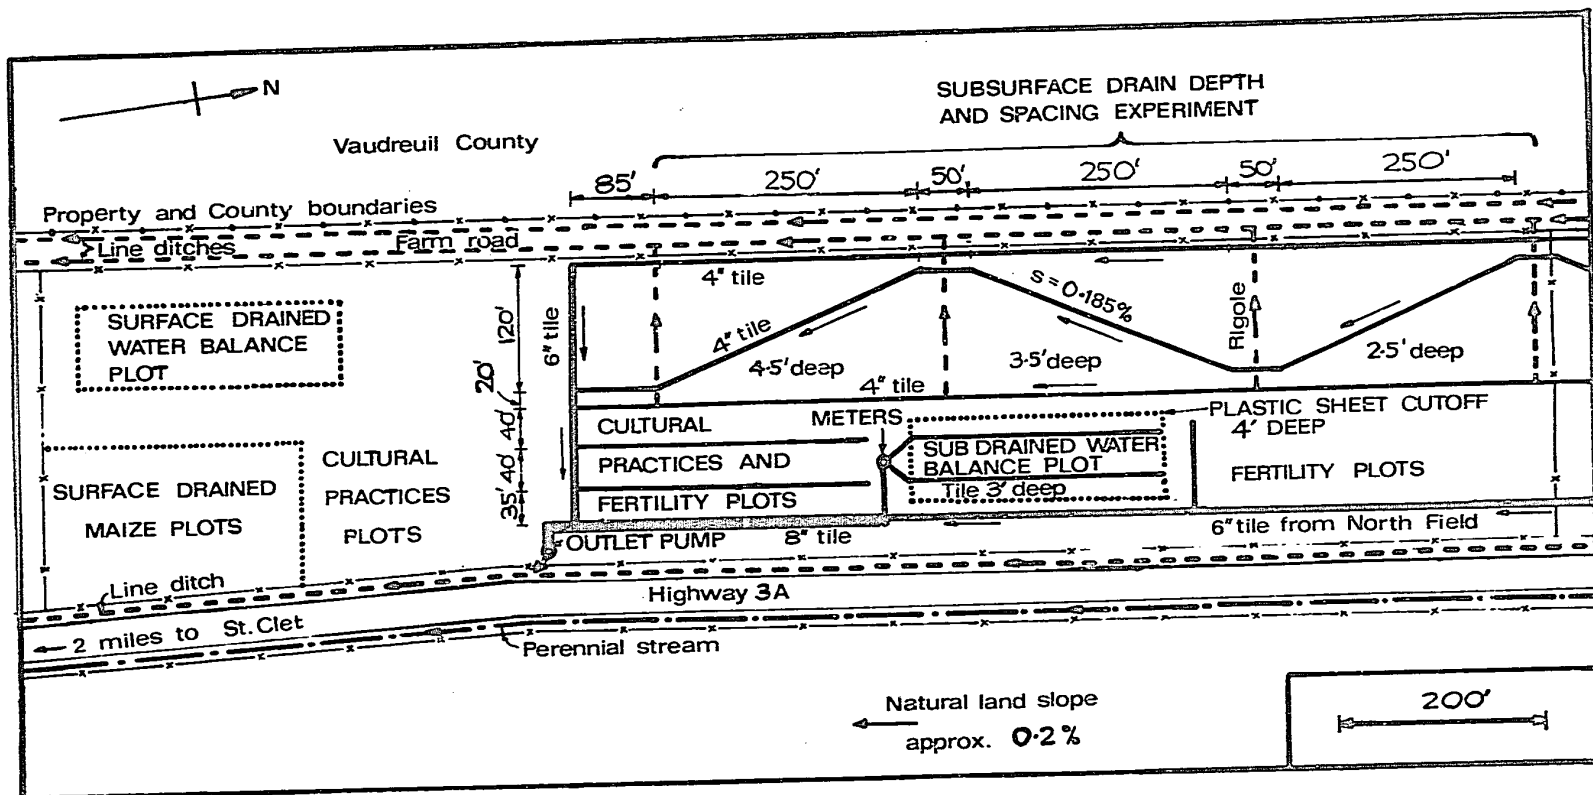 N
SUBSURFACE DRAIN DEPTH
AND SPACING EXPERIMENT
Vaudreuil County
85'
250'
50'
250'
50'
250'
Property and County boundaries
Line ditches
Farm road
4" tile
S = 0·185%
6" tile
120'
4" tile
4·5' deep
3·5' deep
Rigole
2·5' deep
SURFACE DRAINED
WATER BALANCE
PLOT
20'
4" tile
40'
CULTURAL
METERS
PLASTIC SHEET CUTOFF
4' DEEP
40'
PRACTICES AND
SUB DRAINED WATER
BALANCE PLOT
Tile 3' deep
FERTILITY PLOTS
35'
FERTILITY PLOTS
SURFACE DRAINED
MAIZE PLOTS
CULTURAL
PRACTICES
PLOTS
OUTLET PUMP
8" tile
6" tile from North Field
Line ditch
Highway 3A
2 miles to St. Clet
Perennial stream
Natural land slope
approx. 0·2%
200'